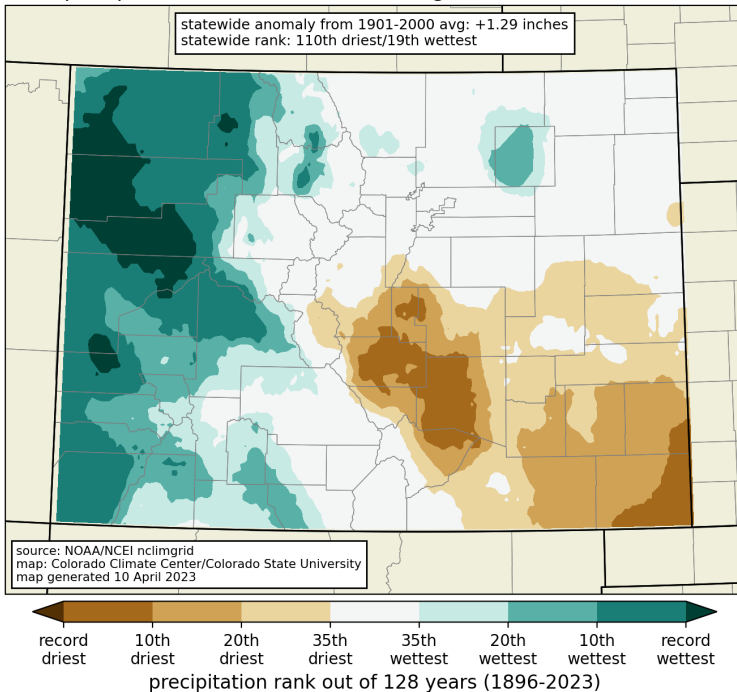 statewide anomaly from 1901-2000 avg: +1.29 inches
statewide rank: 110th driest/19th wettest
source: NOAA/NCEI nclimgrid
map: Colorado Climate Center/Colorado State University
map generated 10 April 2023
record driest
10th driest
20th driest
35th driest
35th wettest
20th wettest
10th wettest
record wettest
precipitation rank out of 128 years (1896-2023)